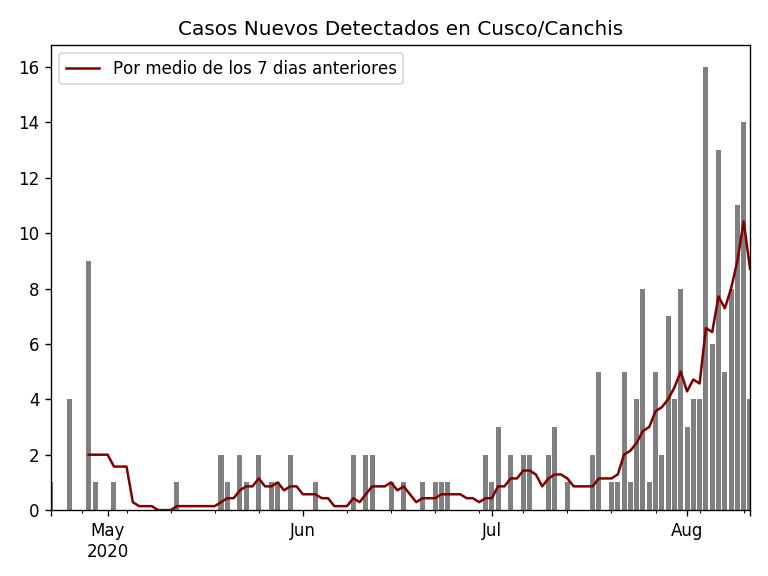 Casos Nuevos Detectados en Cusco/Canchis
Por medio de los 7 dias anteriores
16
14
12
10
8
6
4
2
0
May
2020
Jun
Jul
Aug